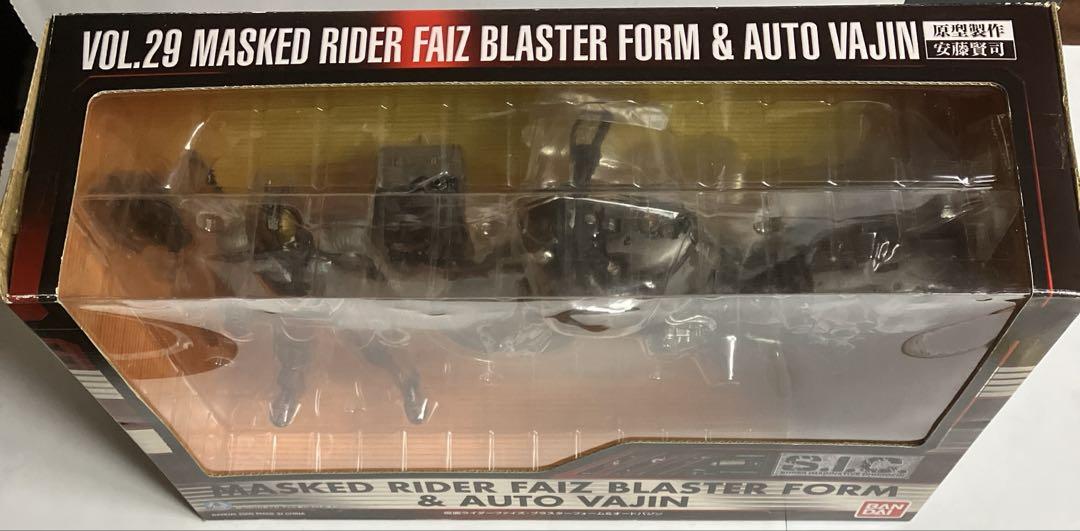 VOL.29 MASKED RIDER FAIZ BLASTER FORM & AUTO VAJIN
原型製作
安藤賢司
S.I.C.
MASKED RIDER FAIZ BLASTER FORM
& AUTO VAJIN
仮面ライダーファイズ・ブラスターフォーム&オートバジン
BAN
DAI